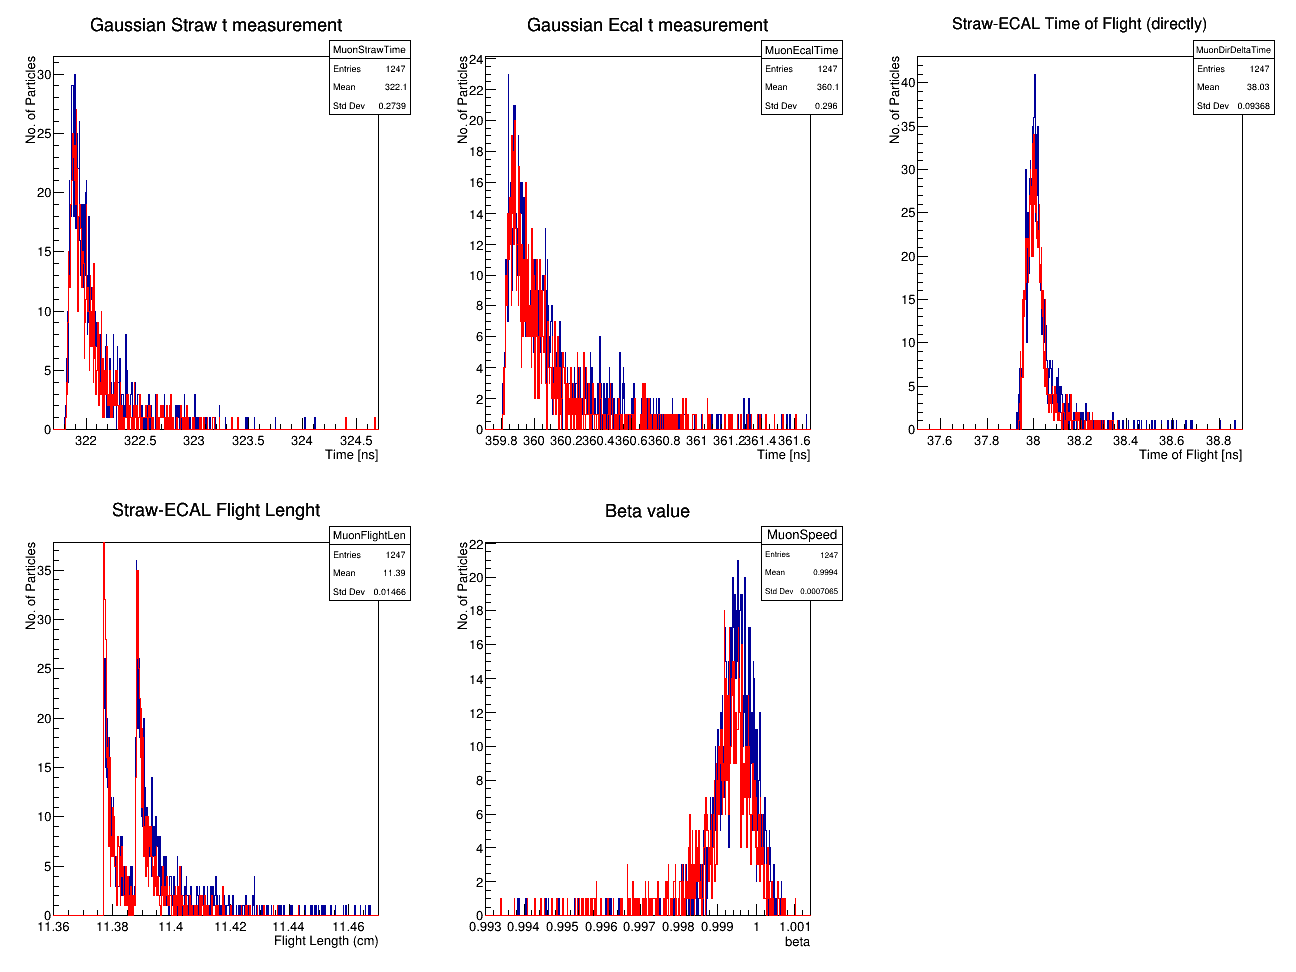 Gaussian Straw t measurement
MuonStrawTime
Entries 1247
Mean 322.1
Std Dev 0.2739
No. of Particles
30
25
20
15
10
5
0
322 322.5 323 323.5 324 324.5
Time [ns]
Gaussian Ecal t measurement
MuonEcalTime
Entries 1247
Mean 360.1
Std Dev 0.296
No. of Particles
24
22
20
18
16
14
12
10
8
6
4
2
0
359.8 360 360.2 360.4 360.6 360.8 361 361.2 361.4 361.6
Time [ns]
Straw-ECAL Time of Flight (directly)
MuonDirDeltaTime
Entries 1247
Mean 38.03
Std Dev 0.09368
No. of Particles
40
35
30
25
20
15
10
5
0
37.6 37.8 38 38.2 38.4 38.6 38.8
Time of Flight [ns]
Straw-ECAL Flight Lenght
MuonFlightLen
Entries 1247
Mean 11.39
Std Dev 0.01466
No. of Particles
35
30
25
20
15
10
5
0
11.36 11.38 11.4 11.42 11.44 11.46
Flight Length (cm)
Beta value
MuonSpeed
Entries 1247
Mean 0.9994
Std Dev 0.0007065
No. of Particles
22
20
18
16
14
12
10
8
6
4
2
0
0.993 0.994 0.995 0.996 0.997 0.998 0.999 1 1.001
beta